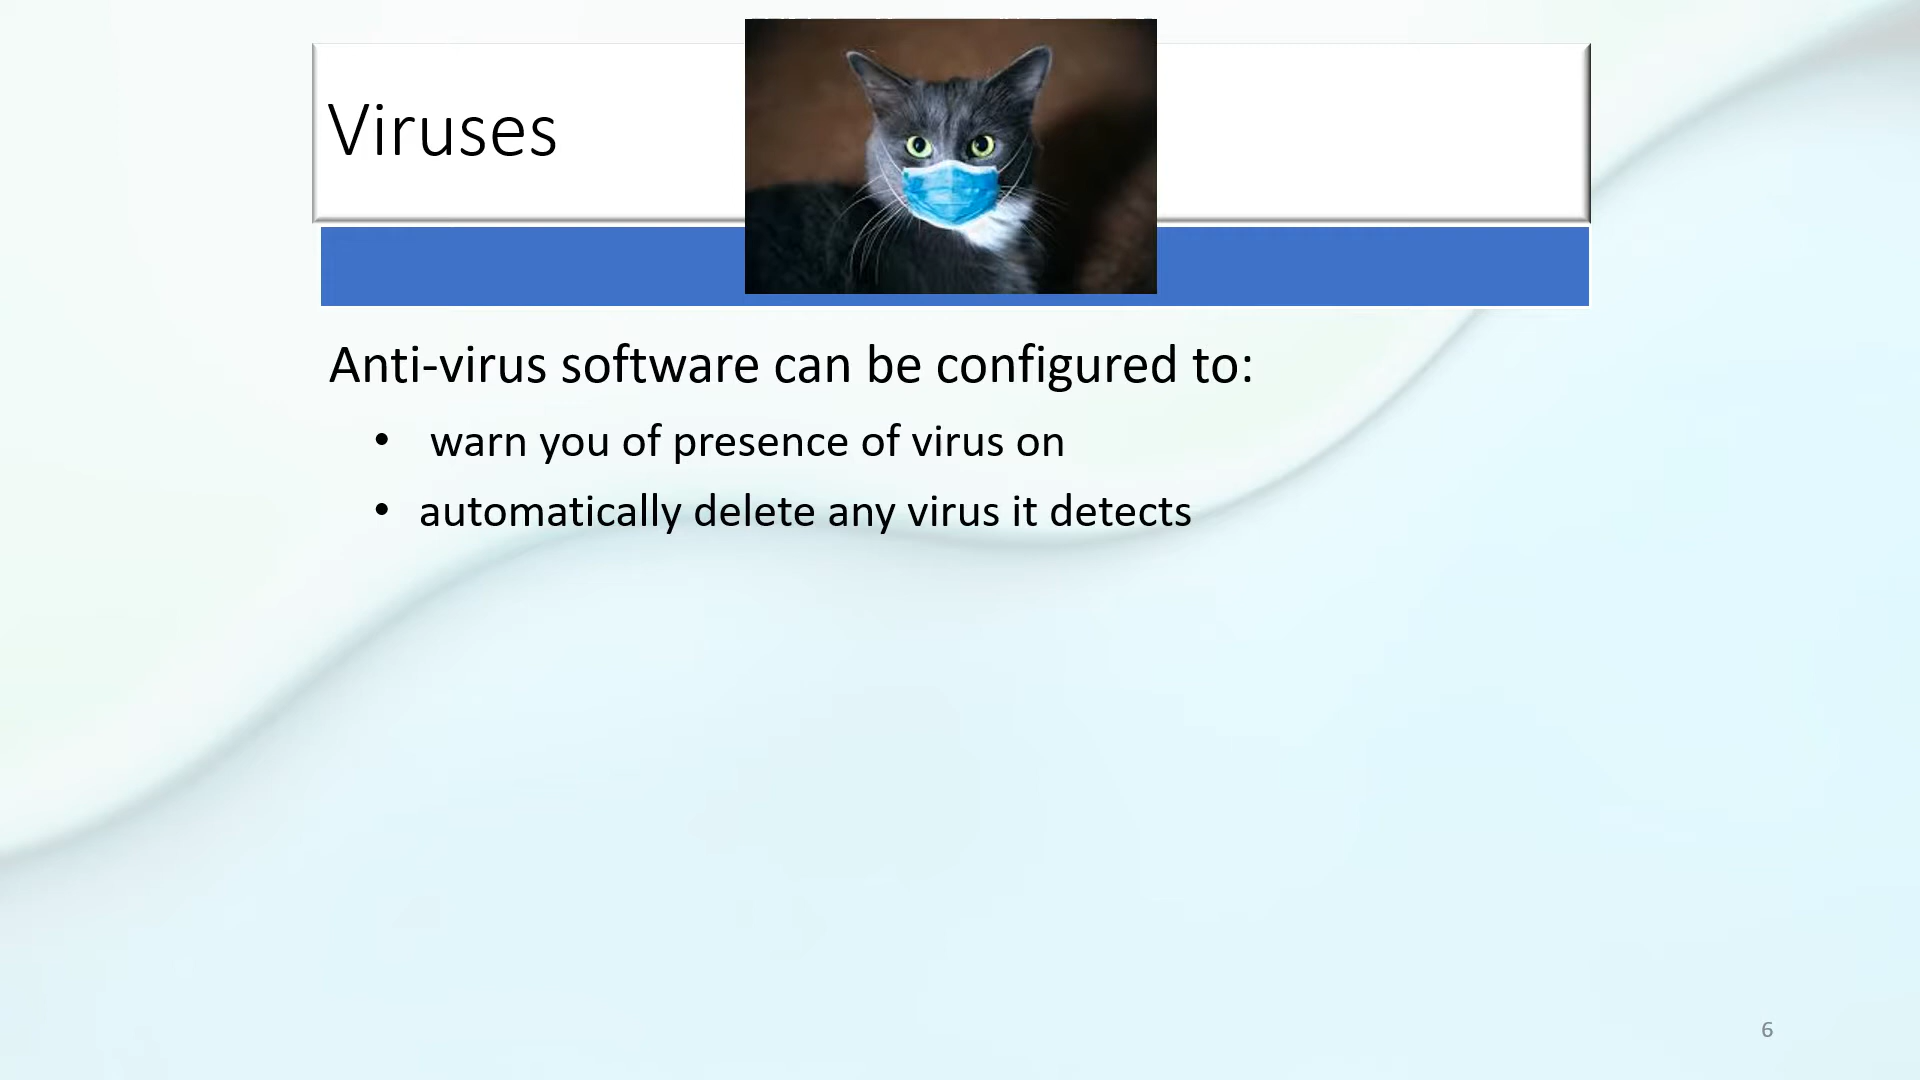 Viruses
Anti-virus software can be configured to:
• warn you of presence of virus on
• automatically delete any virus it detects
6